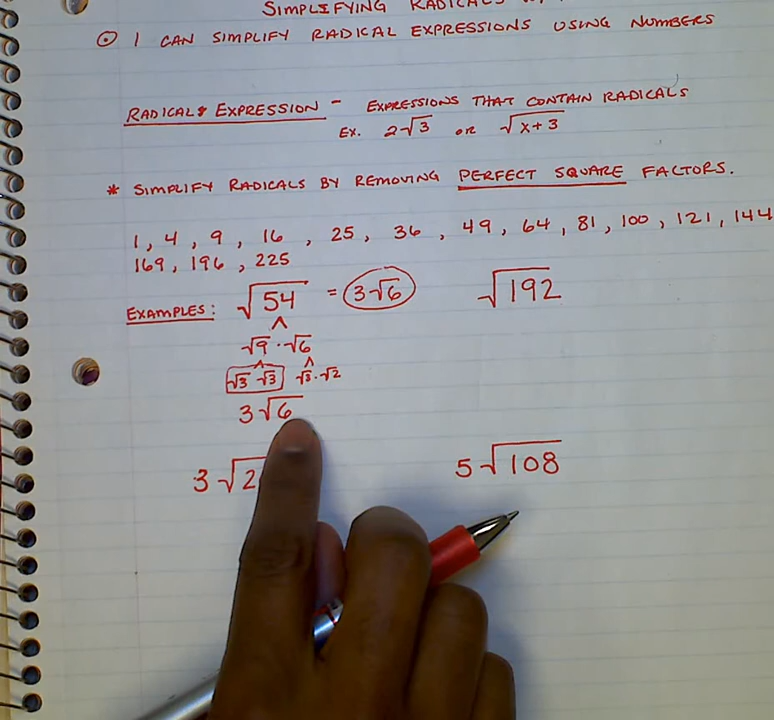 SIMPLIFYING RADICALS
⊙ I CAN SIMPLIFY RADICAL EXPRESSIONS USING NUMBERS
RADICAL EXPRESSION - EXPRESSIONS THAT CONTAIN RADICALS
EX. 2√3 OR √x+3
* SIMPLIFY RADICALS BY REMOVING PERFECT SQUARE FACTORS.
1, 4, 9, 16, 25, 36, 49, 64, 81, 100, 121, 144
169, 196, 225
EXAMPLES: √54 = 3√6 √192
√9 · √6
√3 √3 √3 · √2
3√6
3√2 5√108